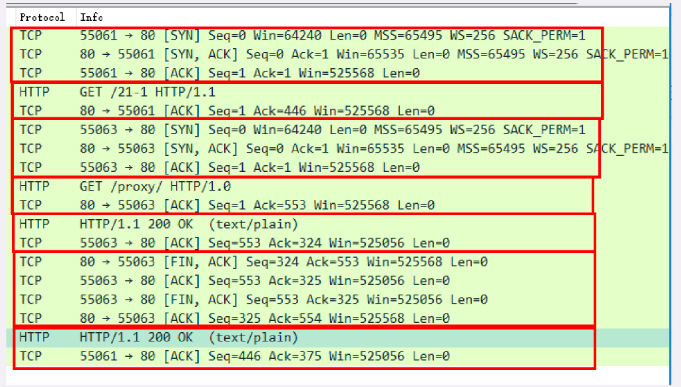 Protocol Info
TCP 55061 → 80 [SYN] Seq=0 Win=64240 Len=0 MSS=65495 WS=256 SACK_PERM=1
TCP 80 → 55061 [SYN, ACK] Seq=0 Ack=1 Win=65535 Len=0 MSS=65495 WS=256 SACK_PERM=1
TCP 55061 → 80 [ACK] Seq=1 Ack=1 Win=525568 Len=0
HTTP GET /21-1 HTTP/1.1
TCP 80 → 55061 [ACK] Seq=1 Ack=446 Win=525568 Len=0
TCP 55063 → 80 [SYN] Seq=0 Win=64240 Len=0 MSS=65495 WS=256 SACK_PERM=1
TCP 80 → 55063 [SYN, ACK] Seq=0 Ack=1 Win=65535 Len=0 MSS=65495 WS=256 SACK_PERM=1
TCP 55063 → 80 [ACK] Seq=1 Ack=1 Win=525568 Len=0
HTTP GET /proxy/ HTTP/1.0
TCP 80 → 55063 [ACK] Seq=1 Ack=553 Win=525568 Len=0
HTTP HTTP/1.1 200 OK (text/plain)
TCP 55063 → 80 [ACK] Seq=553 Ack=324 Win=525056 Len=0
TCP 80 → 55063 [FIN, ACK] Seq=324 Ack=553 Win=525568 Len=0
TCP 55063 → 80 [ACK] Seq=553 Ack=325 Win=525056 Len=0
TCP 55063 → 80 [FIN, ACK] Seq=553 Ack=325 Win=525056 Len=0
TCP 80 → 55063 [ACK] Seq=325 Ack=554 Win=525568 Len=0
HTTP HTTP/1.1 200 OK (text/plain)
TCP 55061 → 80 [ACK] Seq=446 Ack=375 Win=525056 Len=0